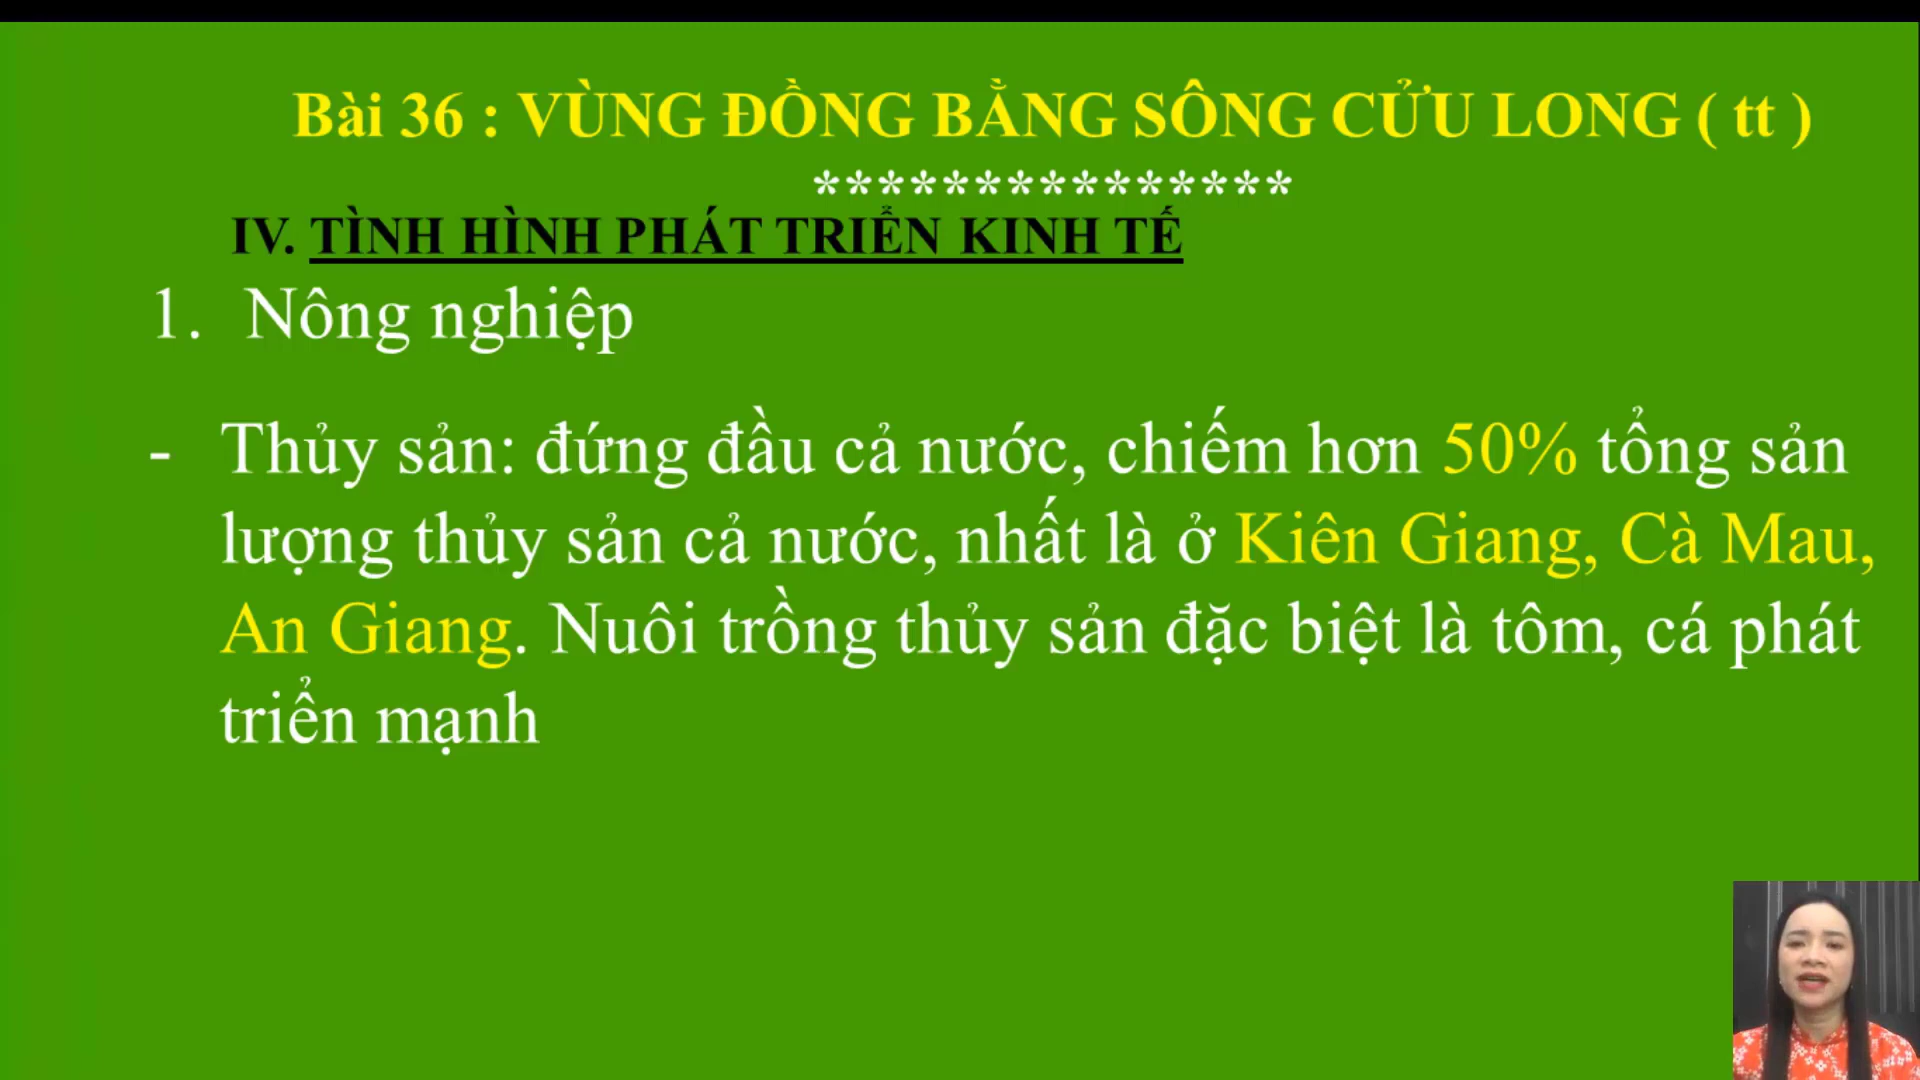 Bài 36 : VÙNG ĐỒNG BẰNG SÔNG CỬU LONG ( tt )
***************
IV. TÌNH HÌNH PHÁT TRIỂN KINH TẾ
1. Nông nghiệp
- Thủy sản: đứng đầu cả nước, chiếm hơn 50% tổng sản
lượng thủy sản cả nước, nhất là ở Kiên Giang, Cà Mau,
An Giang. Nuôi trồng thủy sản đặc biệt là tôm, cá phát
triển mạnh